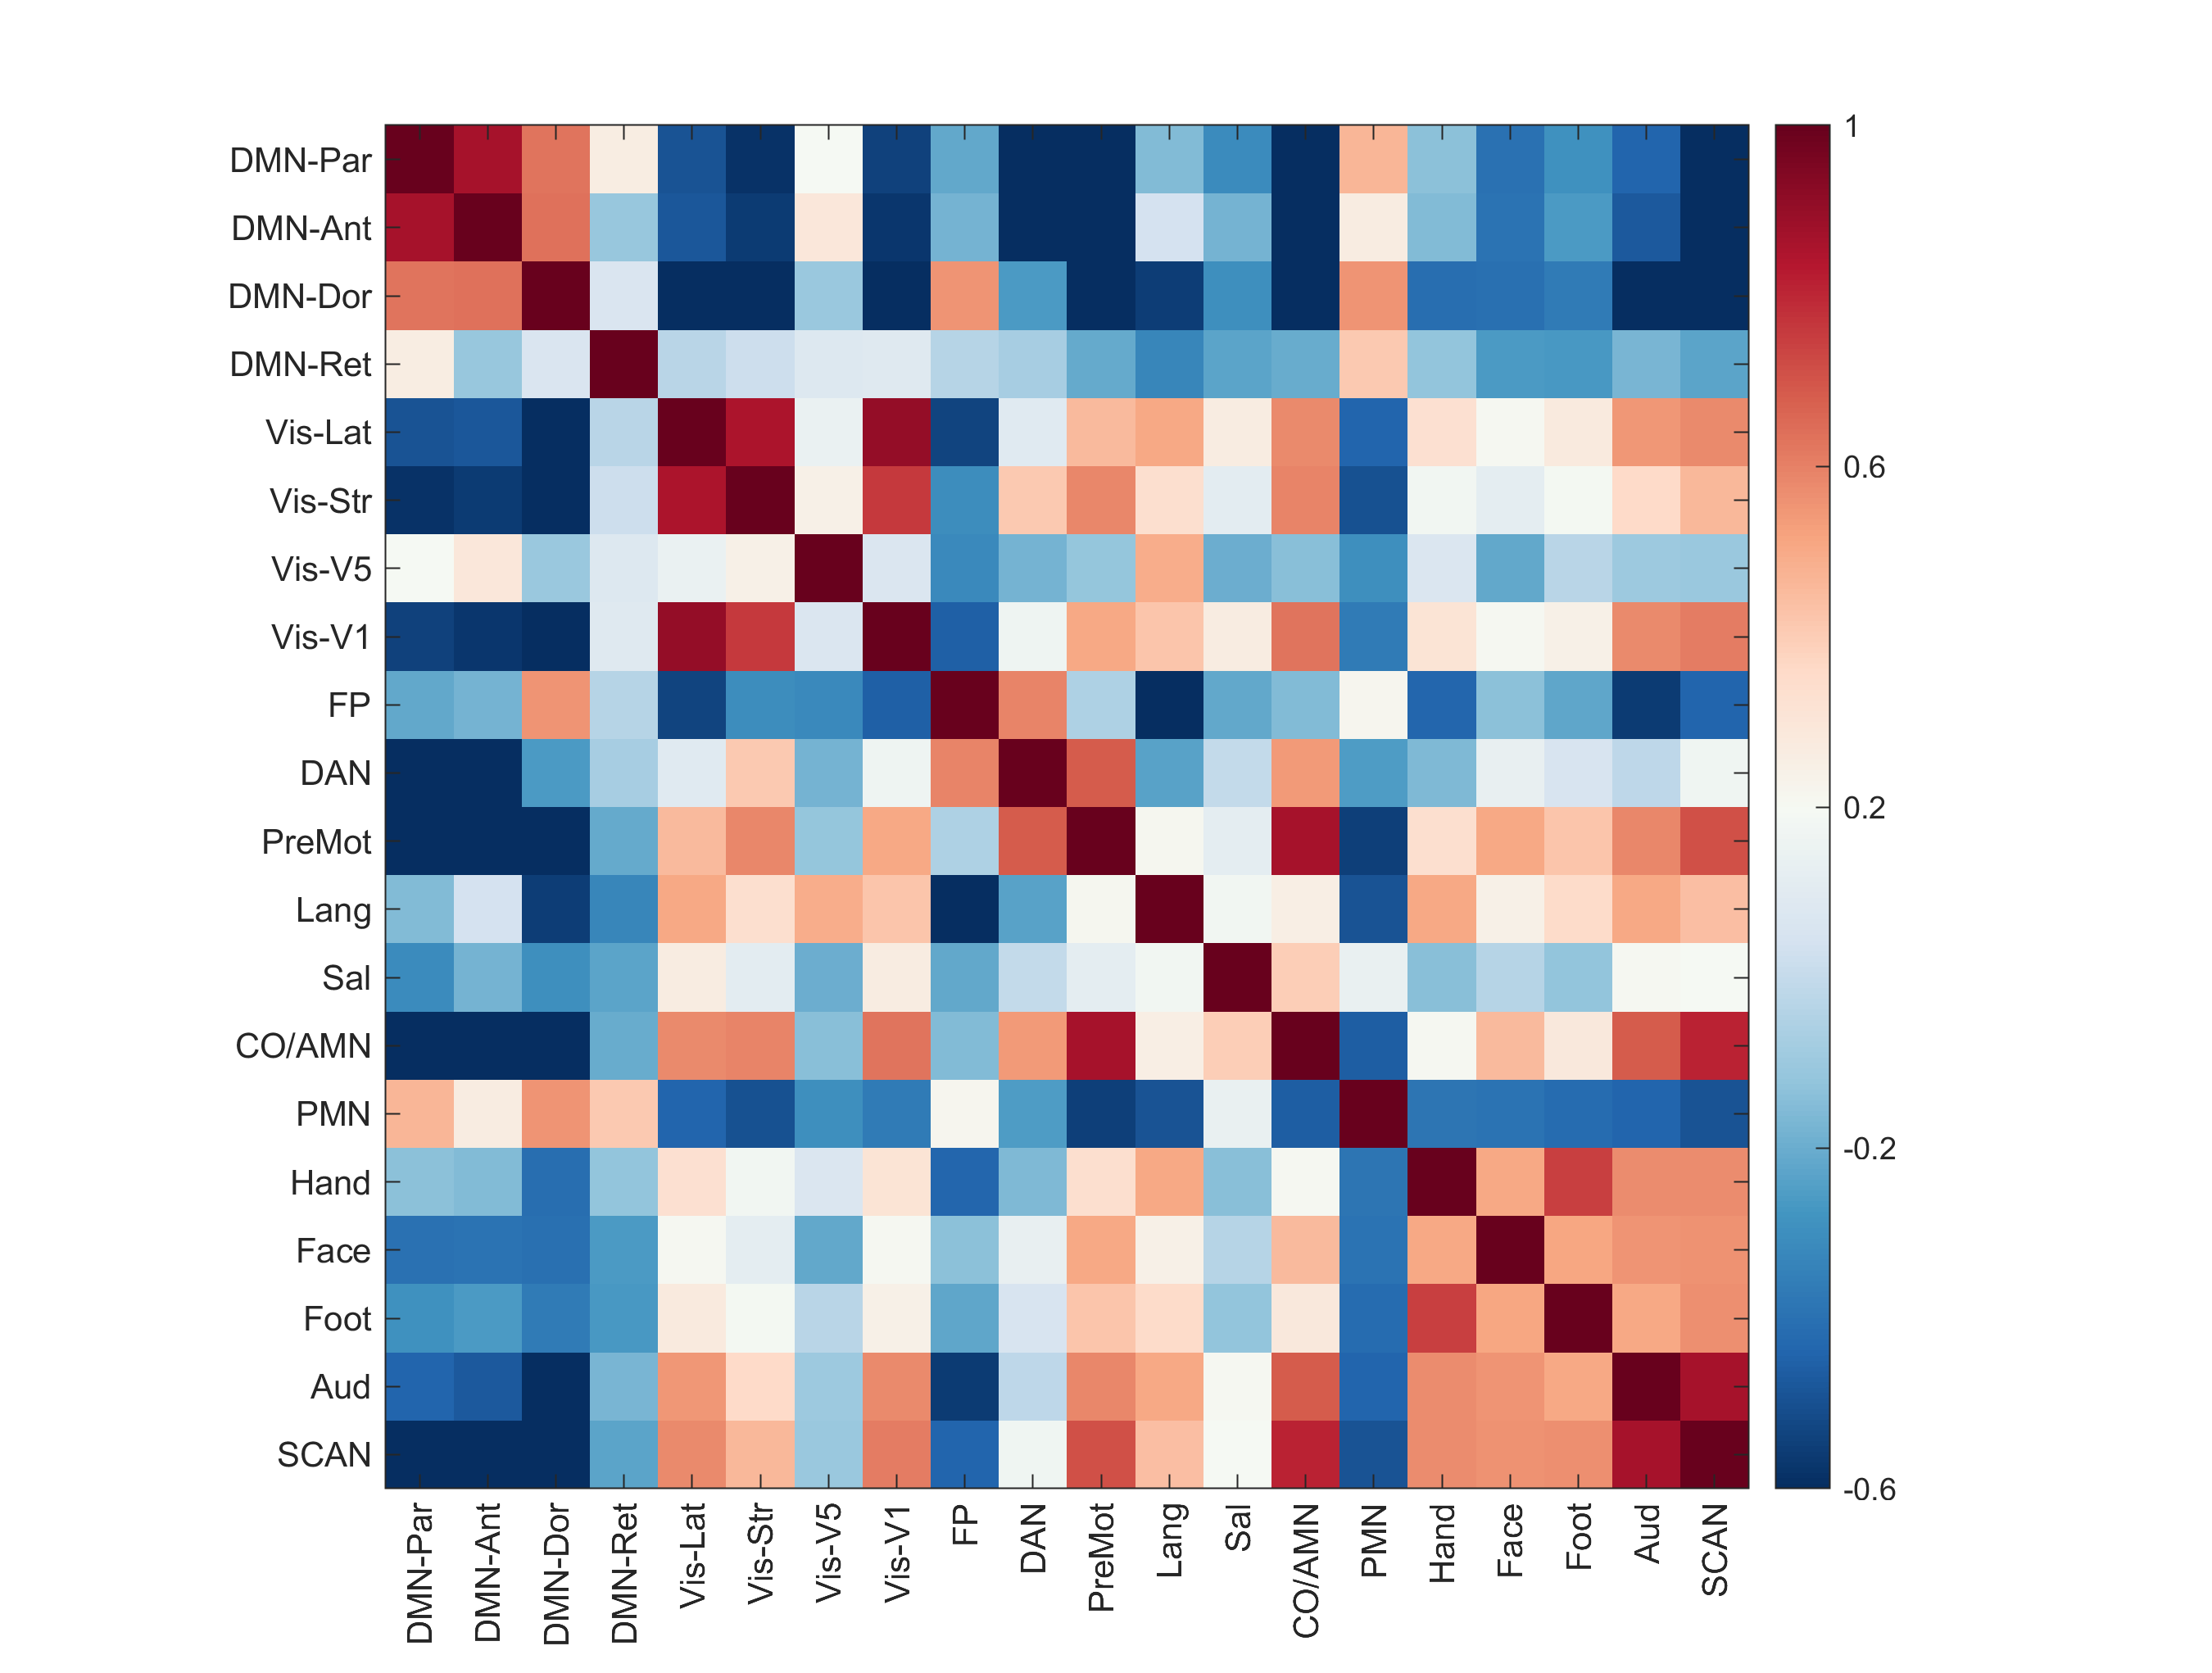 DMN-Par
DMN-Ant
DMN-Dor
DMN-Ret
Vis-Lat
Vis-Str
Vis-V5
Vis-V1
FP
DAN
PreMot
Lang
Sal
CO/AMN
PMN
Hand
Face
Foot
Aud
SCAN
DMN-Par
DMN-Ant
DMN-Dor
DMN-Ret
Vis-Lat
Vis-Str
Vis-V5
Vis-V1
FP
DAN
PreMot
Lang
Sal
CO/AMN
PMN
Hand
Face
Foot
Aud
SCAN
1
0.6
0.2
-0.2
-0.6